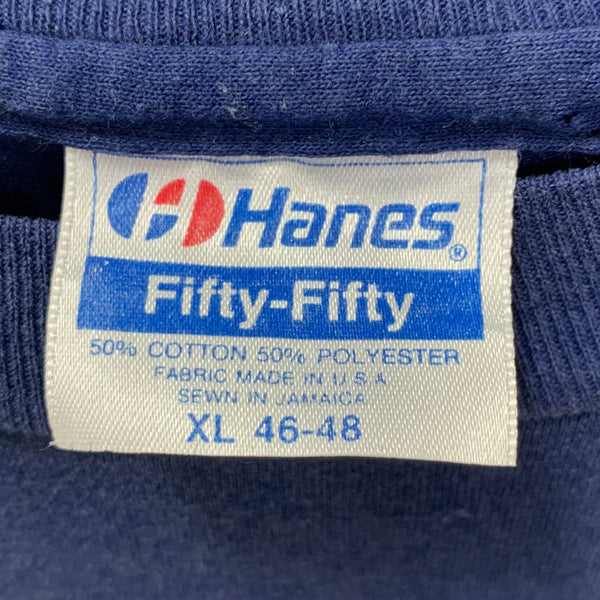 Hanes®
Fifty-Fifty
50% COTTON 50% POLYESTER
FABRIC MADE IN U.S.A.
SEWN IN JAMAICA
XL 46-48